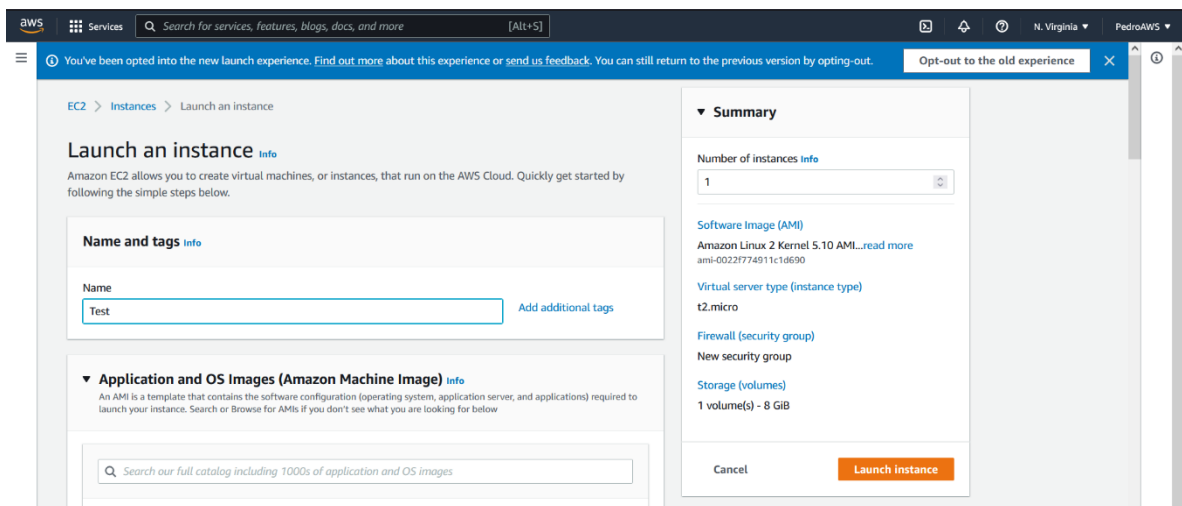 aws Services Search for services, features, blogs, docs, and more [Alt+S] N. Virginia PedroAWS
You've been opted into the new launch experience. Find out more about this experience or send us feedback. You can still return to the previous version by opting-out. Opt-out to the old experience
EC2 > Instances > Launch an instance
Launch an instance Info
Amazon EC2 allows you to create virtual machines, or instances, that run on the AWS Cloud. Quickly get started by
following the simple steps below.
Name and tags Info
Name
Test
Add additional tags
Application and OS Images (Amazon Machine Image) Info
An AMI is a template that contains the software configuration (operating system, application server, and applications) required to
launch your instance. Search or Browse for AMIs if you don't see what you are looking for below
Search our full catalog including 1000s of application and OS images
Summary
Number of instances Info
1
Software Image (AMI)
Amazon Linux 2 Kernel 5.10 AMI...read more
ami-0022f774911c1d690
Virtual server type (instance type)
t2.micro
Firewall (security group)
New security group
Storage (volumes)
1 volume(s) - 8 GiB
Cancel
Launch instance